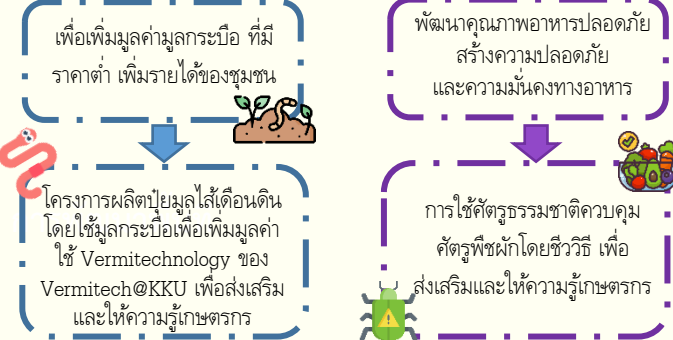 เพื่อเพิ่มมูลค่ามูลกระบือ ที่มี
ราคาต่ำ เพิ่มรายได้ของชุมชน
โครงการผลิตปุ๋ยมูลไส้เดือนดิน
โดยใช้มูลกระบือเพื่อเพิ่มมูลค่า
ใช้ Vermitechnology ของ
Vermitech@KKU เพื่อส่งเสริม
และให้ความรู้เกษตรกร
พัฒนาคุณภาพอาหารปลอดภัย
สร้างความปลอดภัย
และความมั่นคงทางอาหาร
การใช้ศัตรูธรรมชาติควบคุม
ศัตรูพืชผักโดยชีววิธี เพื่อ
ส่งเสริมและให้ความรู้เกษตรกร